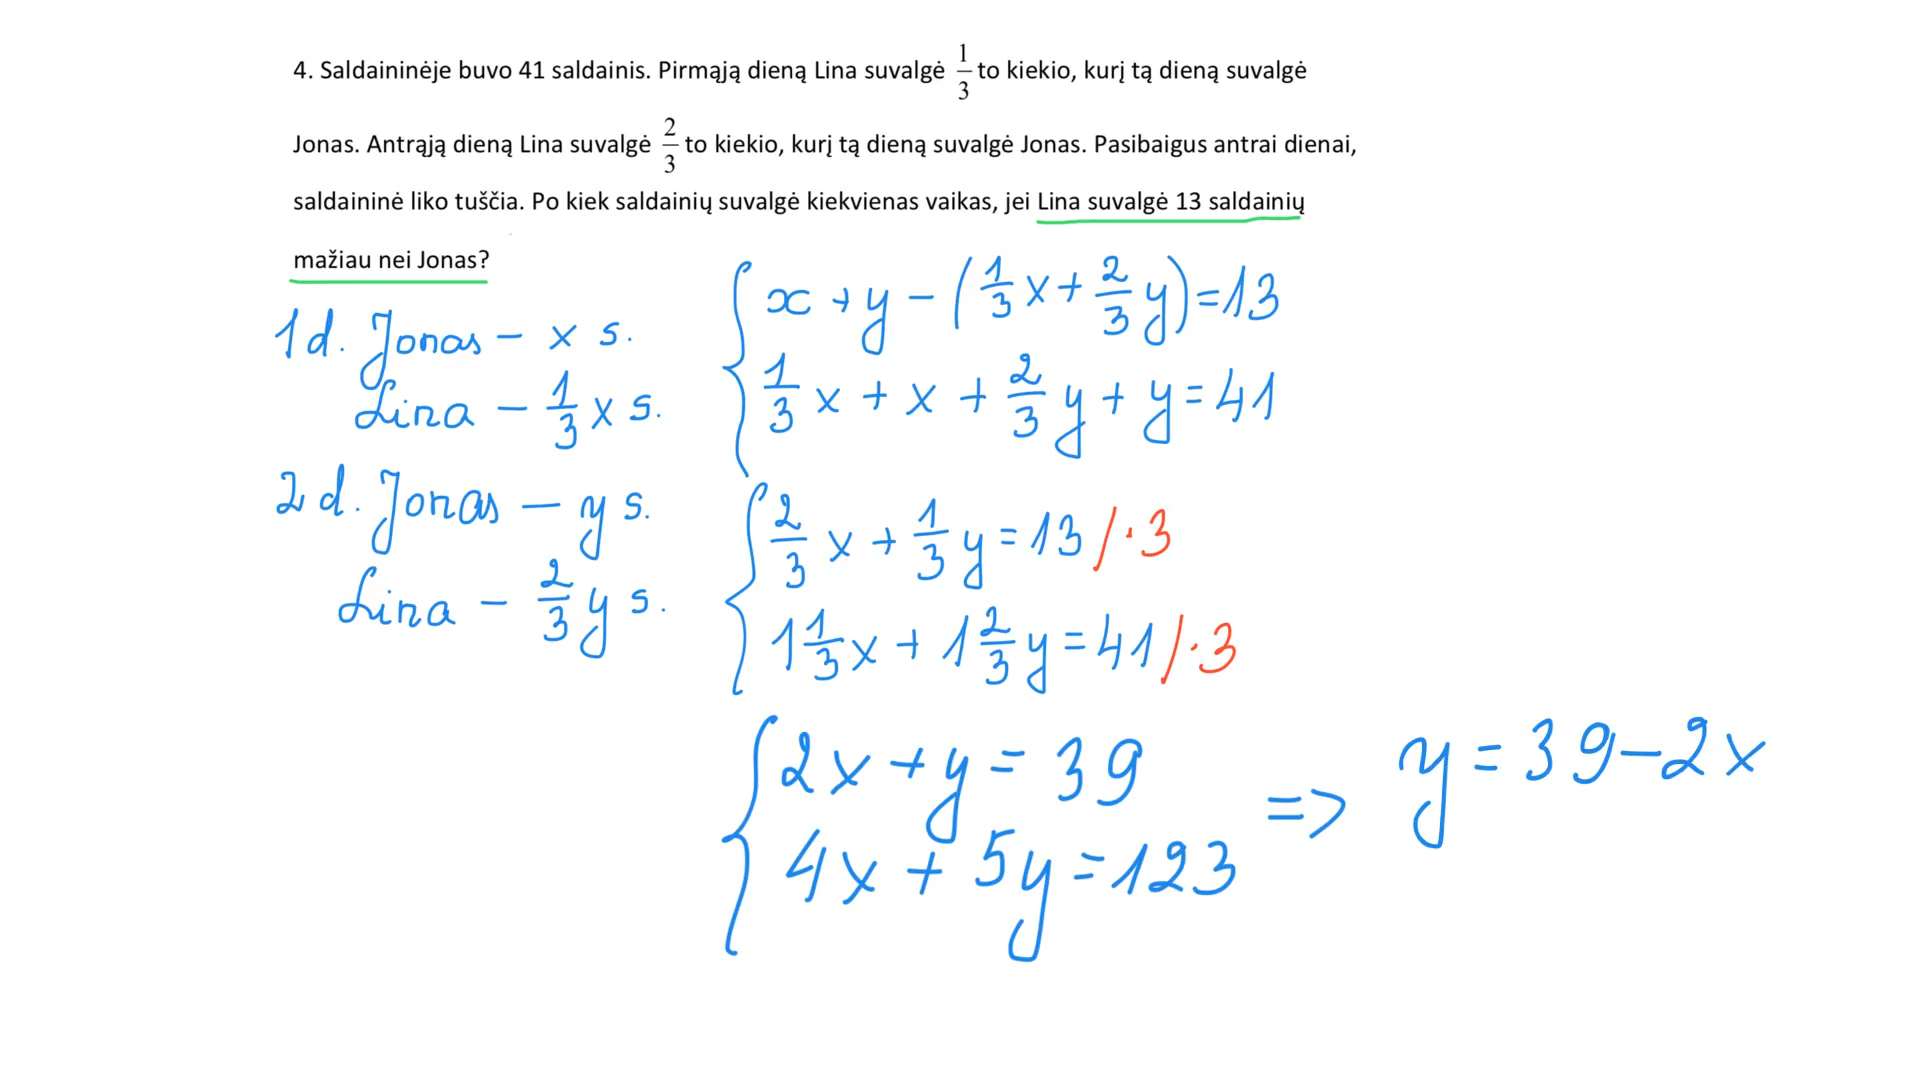 4. Saldaininėje buvo 41 saldainis. Pirmąją dieną Lina suvalgė 1/3 to kiekio, kurį tą dieną suvalgė
Jonas. Antrąją dieną Lina suvalgė 2/3 to kiekio, kurį tą dieną suvalgė Jonas. Pasibaigus antrai dienai,
saldaininė liko tuščia. Po kiek saldainių suvalgė kiekvienas vaikas, jei Lina suvalgė 13 saldainių
mažiau nei Jonas?
1d. Jonas – x s.
Lina – 1/3 x s.
2d. Jonas – y s.
Lina – 2/3 y s.
x + y – (1/3 x + 2/3 y) = 13
1/3 x + x + 2/3 y + y = 41
2/3 x + 1/3 y = 13 /·3
1 1/3 x + 1 2/3 y = 41 /·3
2x + y = 39
4x + 5y = 123
=> y = 39 – 2x